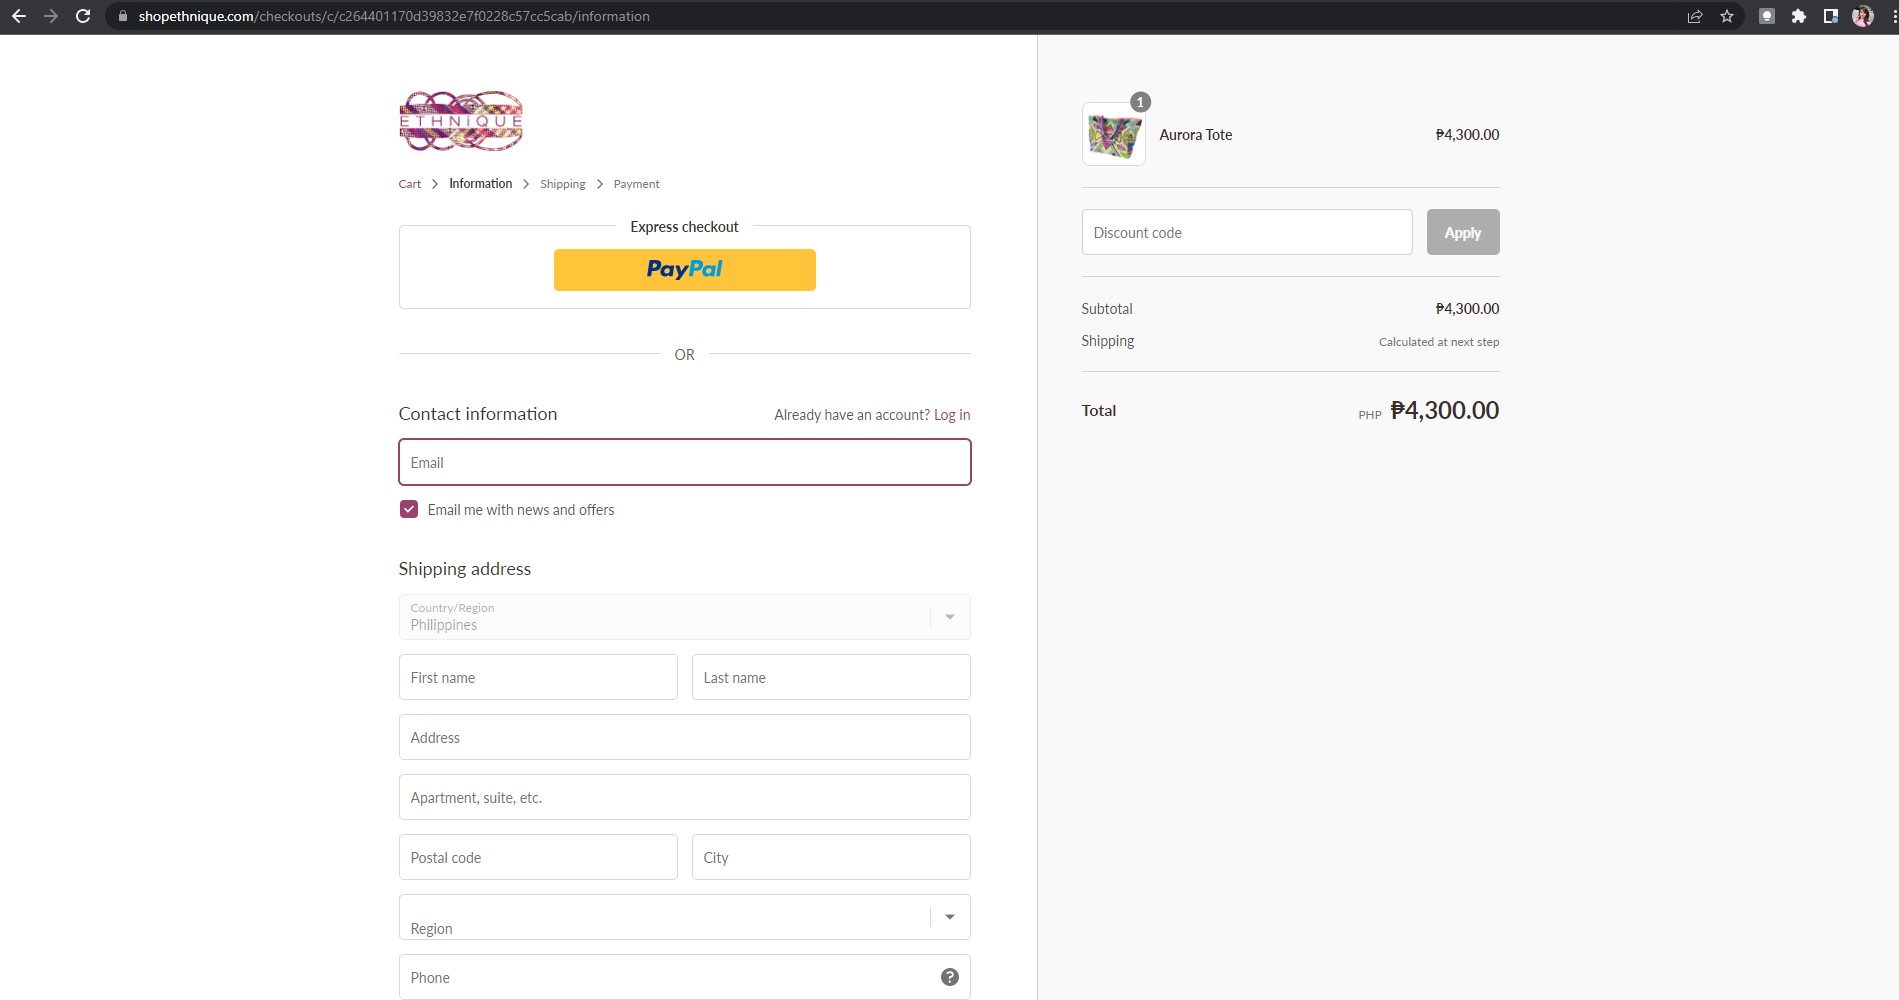 shopethnique.com/checkouts/c/c264401170d39832e7f0228c57cc5cab/information
ETHNiQUE
Cart > Information > Shipping > Payment
Express checkout
PayPal
OR
Contact information
Already have an account? Log in
Email
Email me with news and offers
Shipping address
Country/Region
Philippines
First name
Last name
Address
Apartment, suite, etc.
Postal code
City
Region
Phone
?
1
Aurora Tote
₱4,300.00
Discount code
Apply
Subtotal
₱4,300.00
Shipping
Calculated at next step
Total
PHP ₱4,300.00